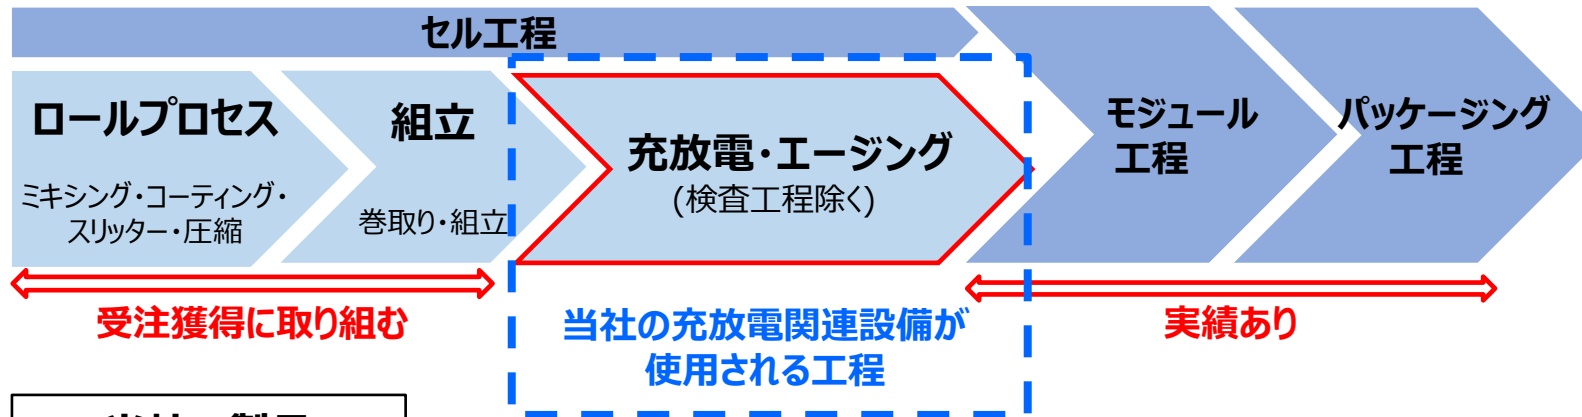 セル工程
ロールプロセス
ミキシング・コーティング・
スリッター・圧縮
組立
巻取り・組立
充放電・エージング
(検査工程除く)
モジュール
工程
パッケージング
工程
受注獲得に取り組む
当社の充放電関連設備が
使用される工程
実績あり